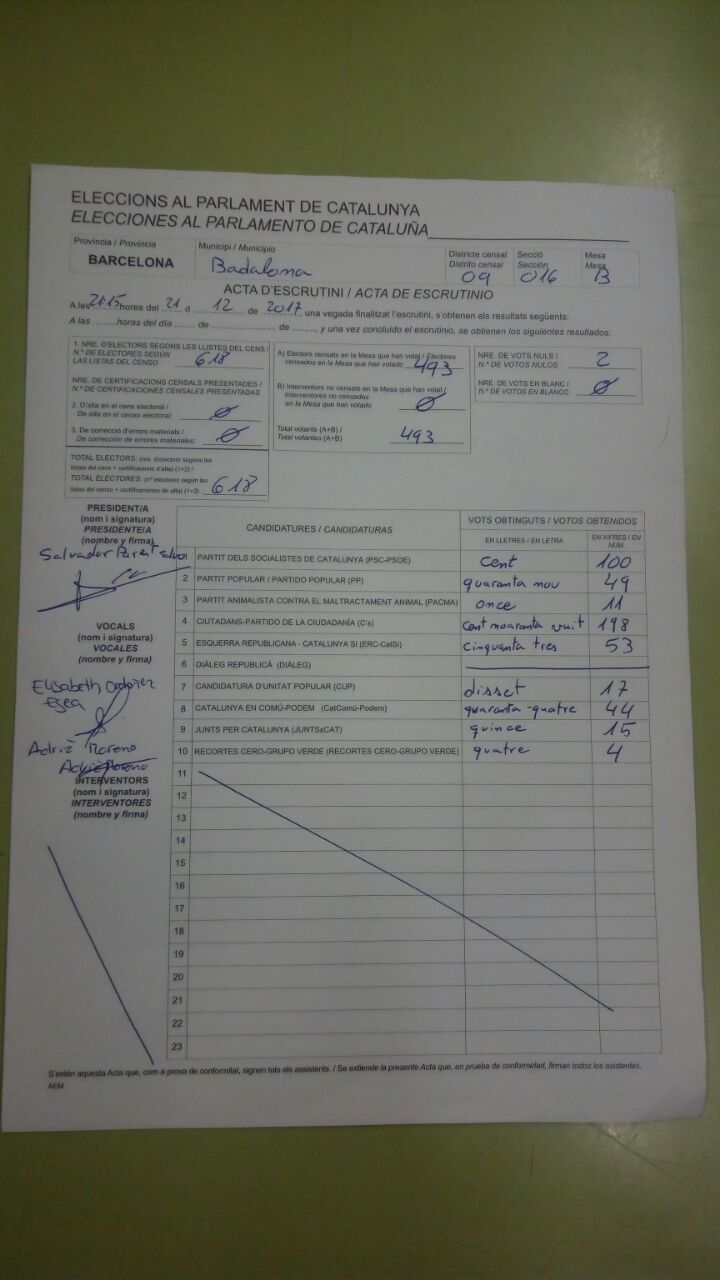 ELECCIONS AL PARLAMENT DE CATALUNYA
ELECCIONES AL PARLAMENTO DE CATALUÑA
Província / Provincia
BARCELONA
Municipi / Municipio
Badalona
Districte censal
Distrito censal
09
Secció
Sección
016
Mesa
Mesa
B
ACTA D'ESCRUTINI / ACTA DE ESCRUTINIO
A les 21:15 hores del 21 d 12 de 2017, una vegada finalitzat l'escrutini, s'obtenen els resultats següents:
A las ......... horas del día ....... de ....................... de ........, y una vez concluido el escrutinio, se obtienen los siguientes resultados:
1. NRE. D'ELECTORS SEGONS LES LLISTES DEL CENS /
N.º DE ELECTORES SEGÚN
LAS LISTAS DEL CENSO 618
NRE. DE CERTIFICACIONS CENSALS PRESENTADES /
N.º DE CERTIFICACIONES CENSALES PRESENTADAS
2. D'alta en el cens electoral /
De alta en el censo electoral: 0
3. De correcció d'errors materials /
De corrección de errores materiales: 0
TOTAL ELECTORS: (nre. d'electors segons les
llistes del cens + certificacions d'alta) (1+2) /
TOTAL ELECTORES: (nº electores según las
listas del censo + certificaciones de alta) (1+2) 618
A) Electors censats en la Mesa que han votat / Electores
censados en la Mesa que han votado 493
B) Interventors no censats en la Mesa que han votat /
Interventores no censados
en la Mesa que han votado 0
Total votants (A+B) /
Total votantes (A+B) 493
NRE. DE VOTS NULS /
N.º DE VOTOS NULOS 2
NRE. DE VOTS EN BLANC /
N.º DE VOTOS EN BLANCO 0
PRESIDENT/A
(nom i signatura)
PRESIDENTE/A
(nombre y firma)
Salvador
VOCALS
(nom i signatura)
VOCALES
(nombre y firma)
Elisabeth Ordoñez
Egea
Adrià Moreno
Adrià Moreno
INTERVENTORS
(nom i signatura)
INTERVENTORES
(nombre y firma)
CANDIDATURES / CANDIDATURAS
VOTS OBTINGUTS / VOTOS OBTENIDOS
EN LLETRES / EN LETRA
EN XIFRES / EN NÚM.
1 PARTIT DELS SOCIALISTES DE CATALUNYA (PSC-PSOE) cent 100
2 PARTIT POPULAR / PARTIDO POPULAR (PP) quaranta nou 49
3 PARTIT ANIMALISTA CONTRA EL MALTRACTAMENT ANIMAL (PACMA) once 11
4 CIUTADANS-PARTIDO DE LA CIUDADANÍA (C's) cent noaranta vuit 198
5 ESQUERRA REPUBLICANA - CATALUNYA SÍ (ERC-CatSí) cinquanta tres 53
6 DIÀLEG REPUBLICÀ (DIÀLEG)
7 CANDIDATURA D'UNITAT POPULAR (CUP) disset 17
8 CATALUNYA EN COMÚ-PODEM (CatComú-Podem) quaranta-quatre 44
9 JUNTS PER CATALUNYA (JUNTSxCAT) quince 15
10 RECORTES CERO-GRUPO VERDE (RECORTES CERO-GRUPO VERDE) quatre 4
11
12
13
14
15
16
17
18
19
20
21
22
23
S'estén aquesta Acta que, com a prova de conformitat, signen tots els assistents. / Se extiende la presente Acta que, en prueba de conformidad, firman todos los asistentes.
AEM